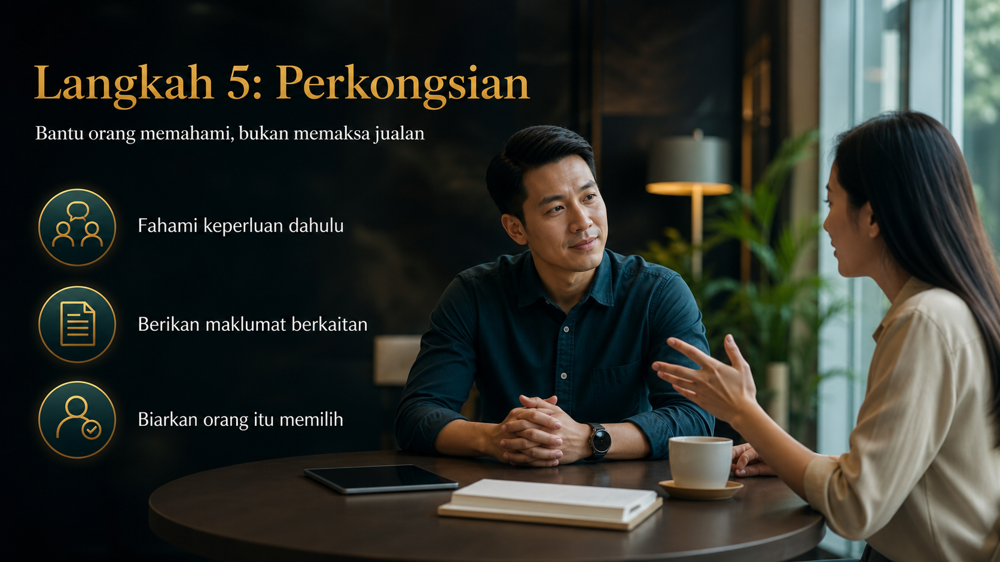 Langkah 5: Perkongsian
Bantu orang memahami, bukan memaksa jualan
Fahami keperluan dahulu
Berikan maklumat berkaitan
Biarkan orang itu memilih